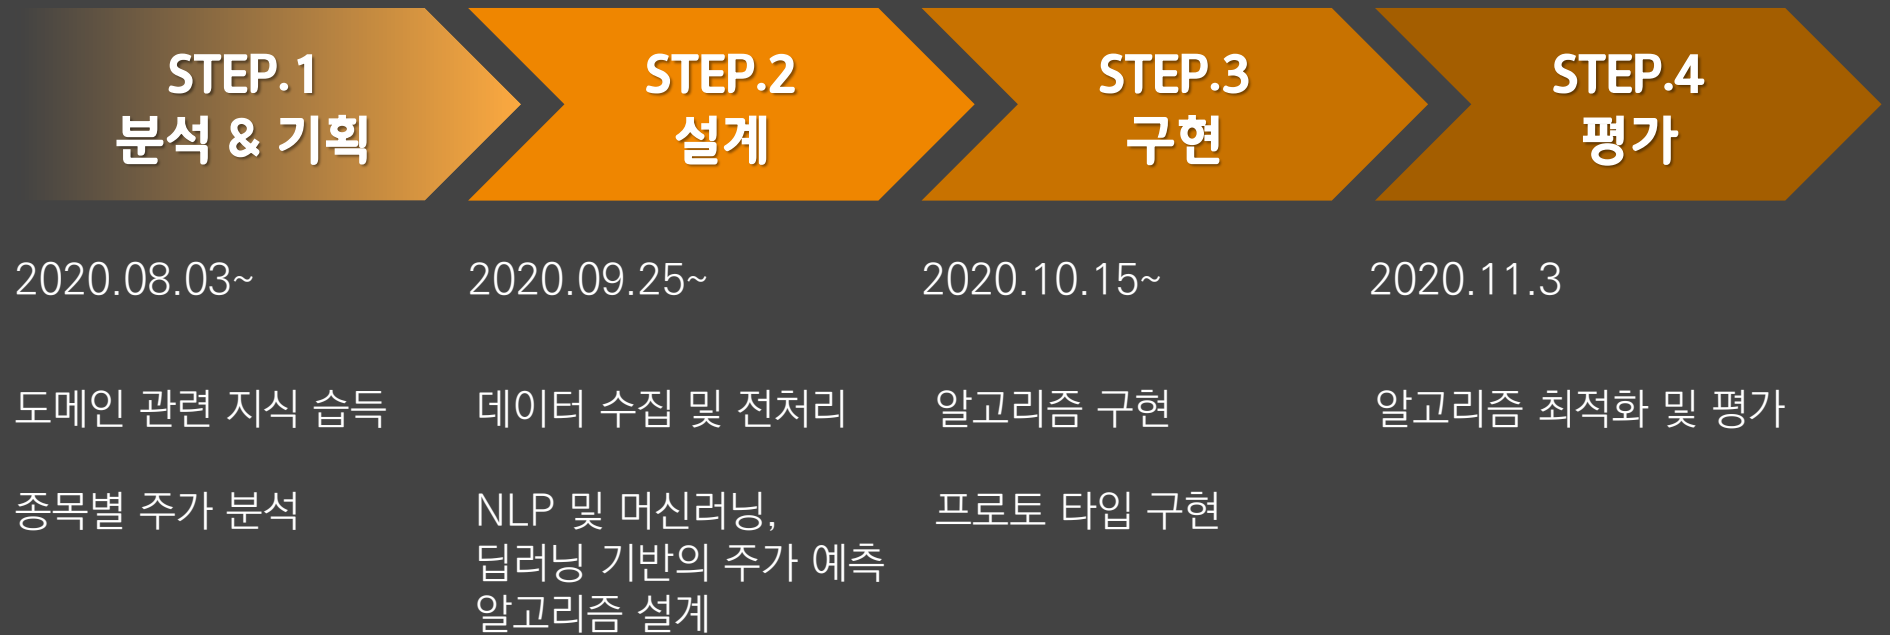 STEP.1
분석 & 기획
STEP.2
설계
STEP.3
구현
STEP.4
평가
2020.08.03~
2020.09.25~
2020.10.15~
2020.11.3
도메인 관련 지식 습득
종목별 주가 분석
데이터 수집 및 전처리
NLP 및 머신러닝,
딥러닝 기반의 주가 예측
알고리즘 설계
알고리즘 구현
프로토 타입 구현
알고리즘 최적화 및 평가